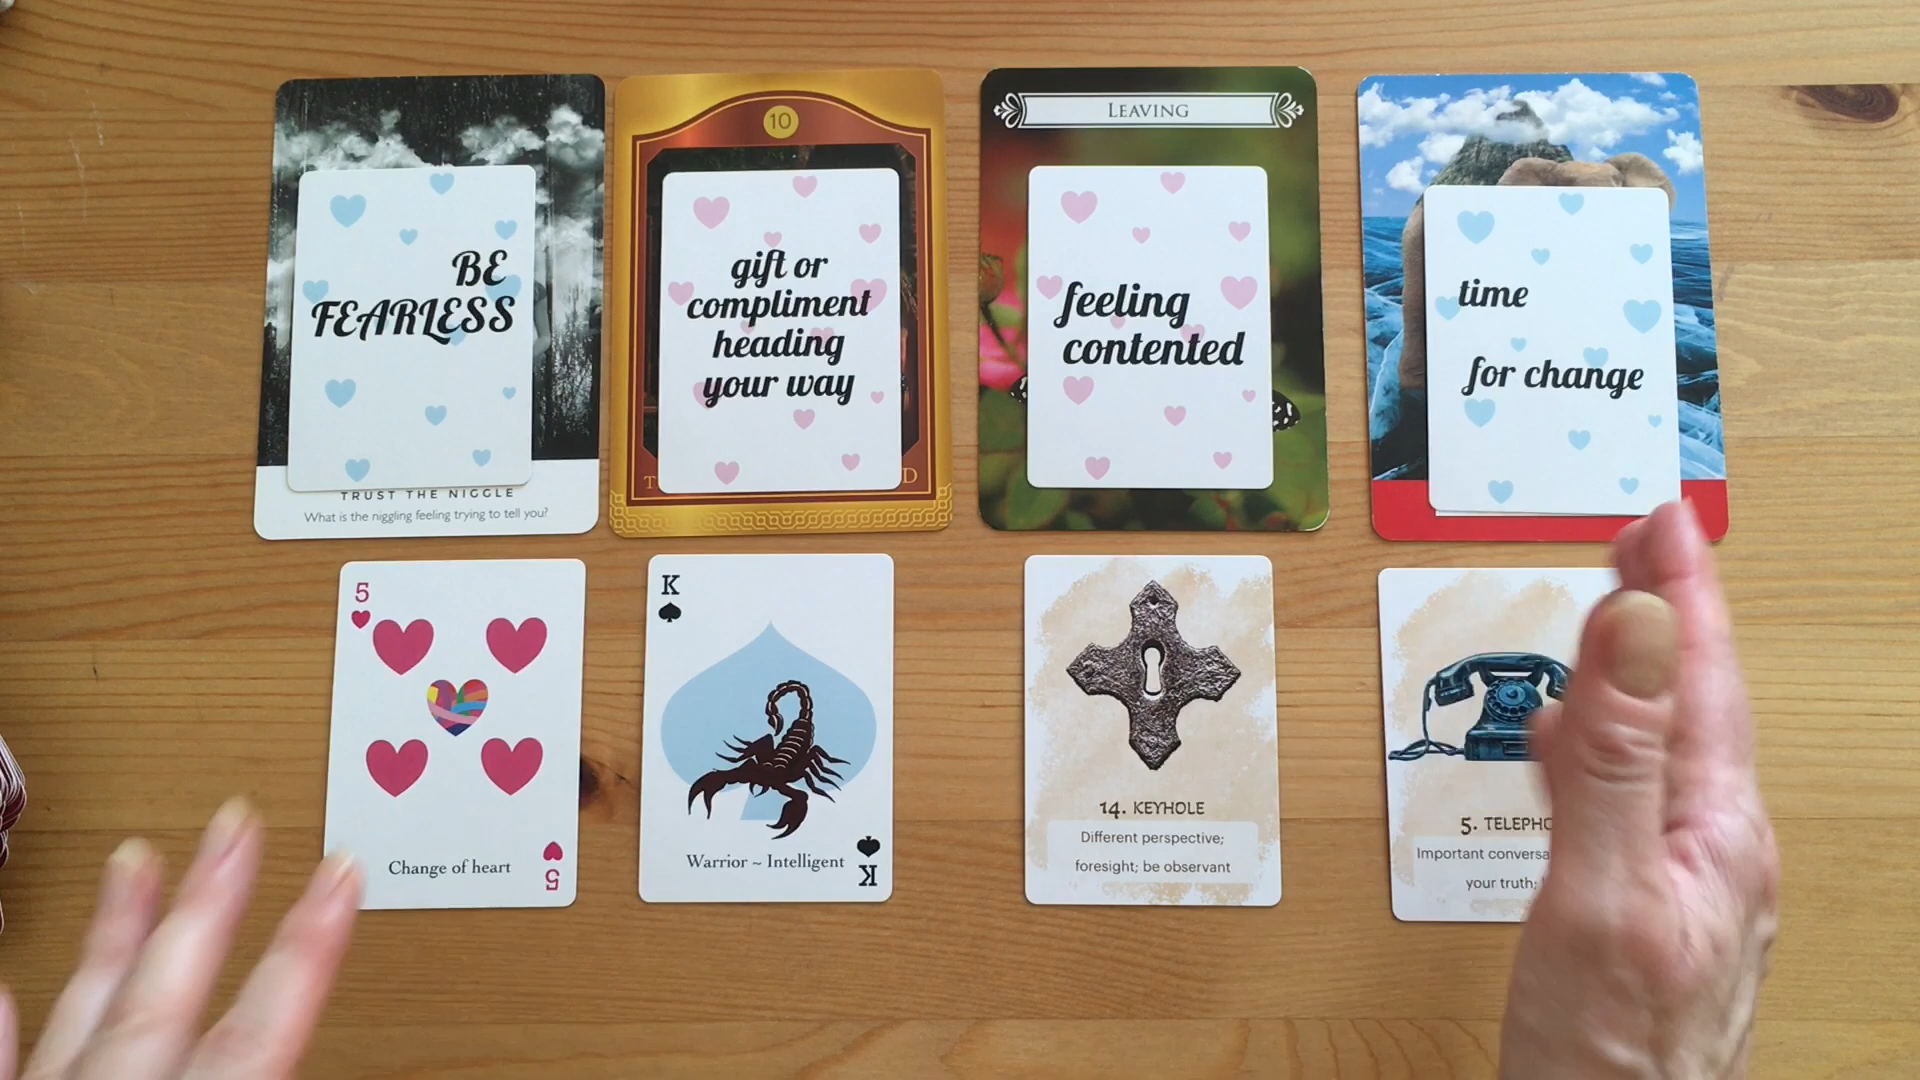 BE
FEARLESS
TRUST THE NIGGLE
What is the niggling feeling trying to tell you?
10
gift or
compliment
heading
your way
T
D
LEAVING
feeling
contented
time
for change
5
Change of heart
5
K
Warrior ~ Intelligent
K
14. KEYHOLE
Different perspective;
foresight; be observant
5.
Important
your truth;